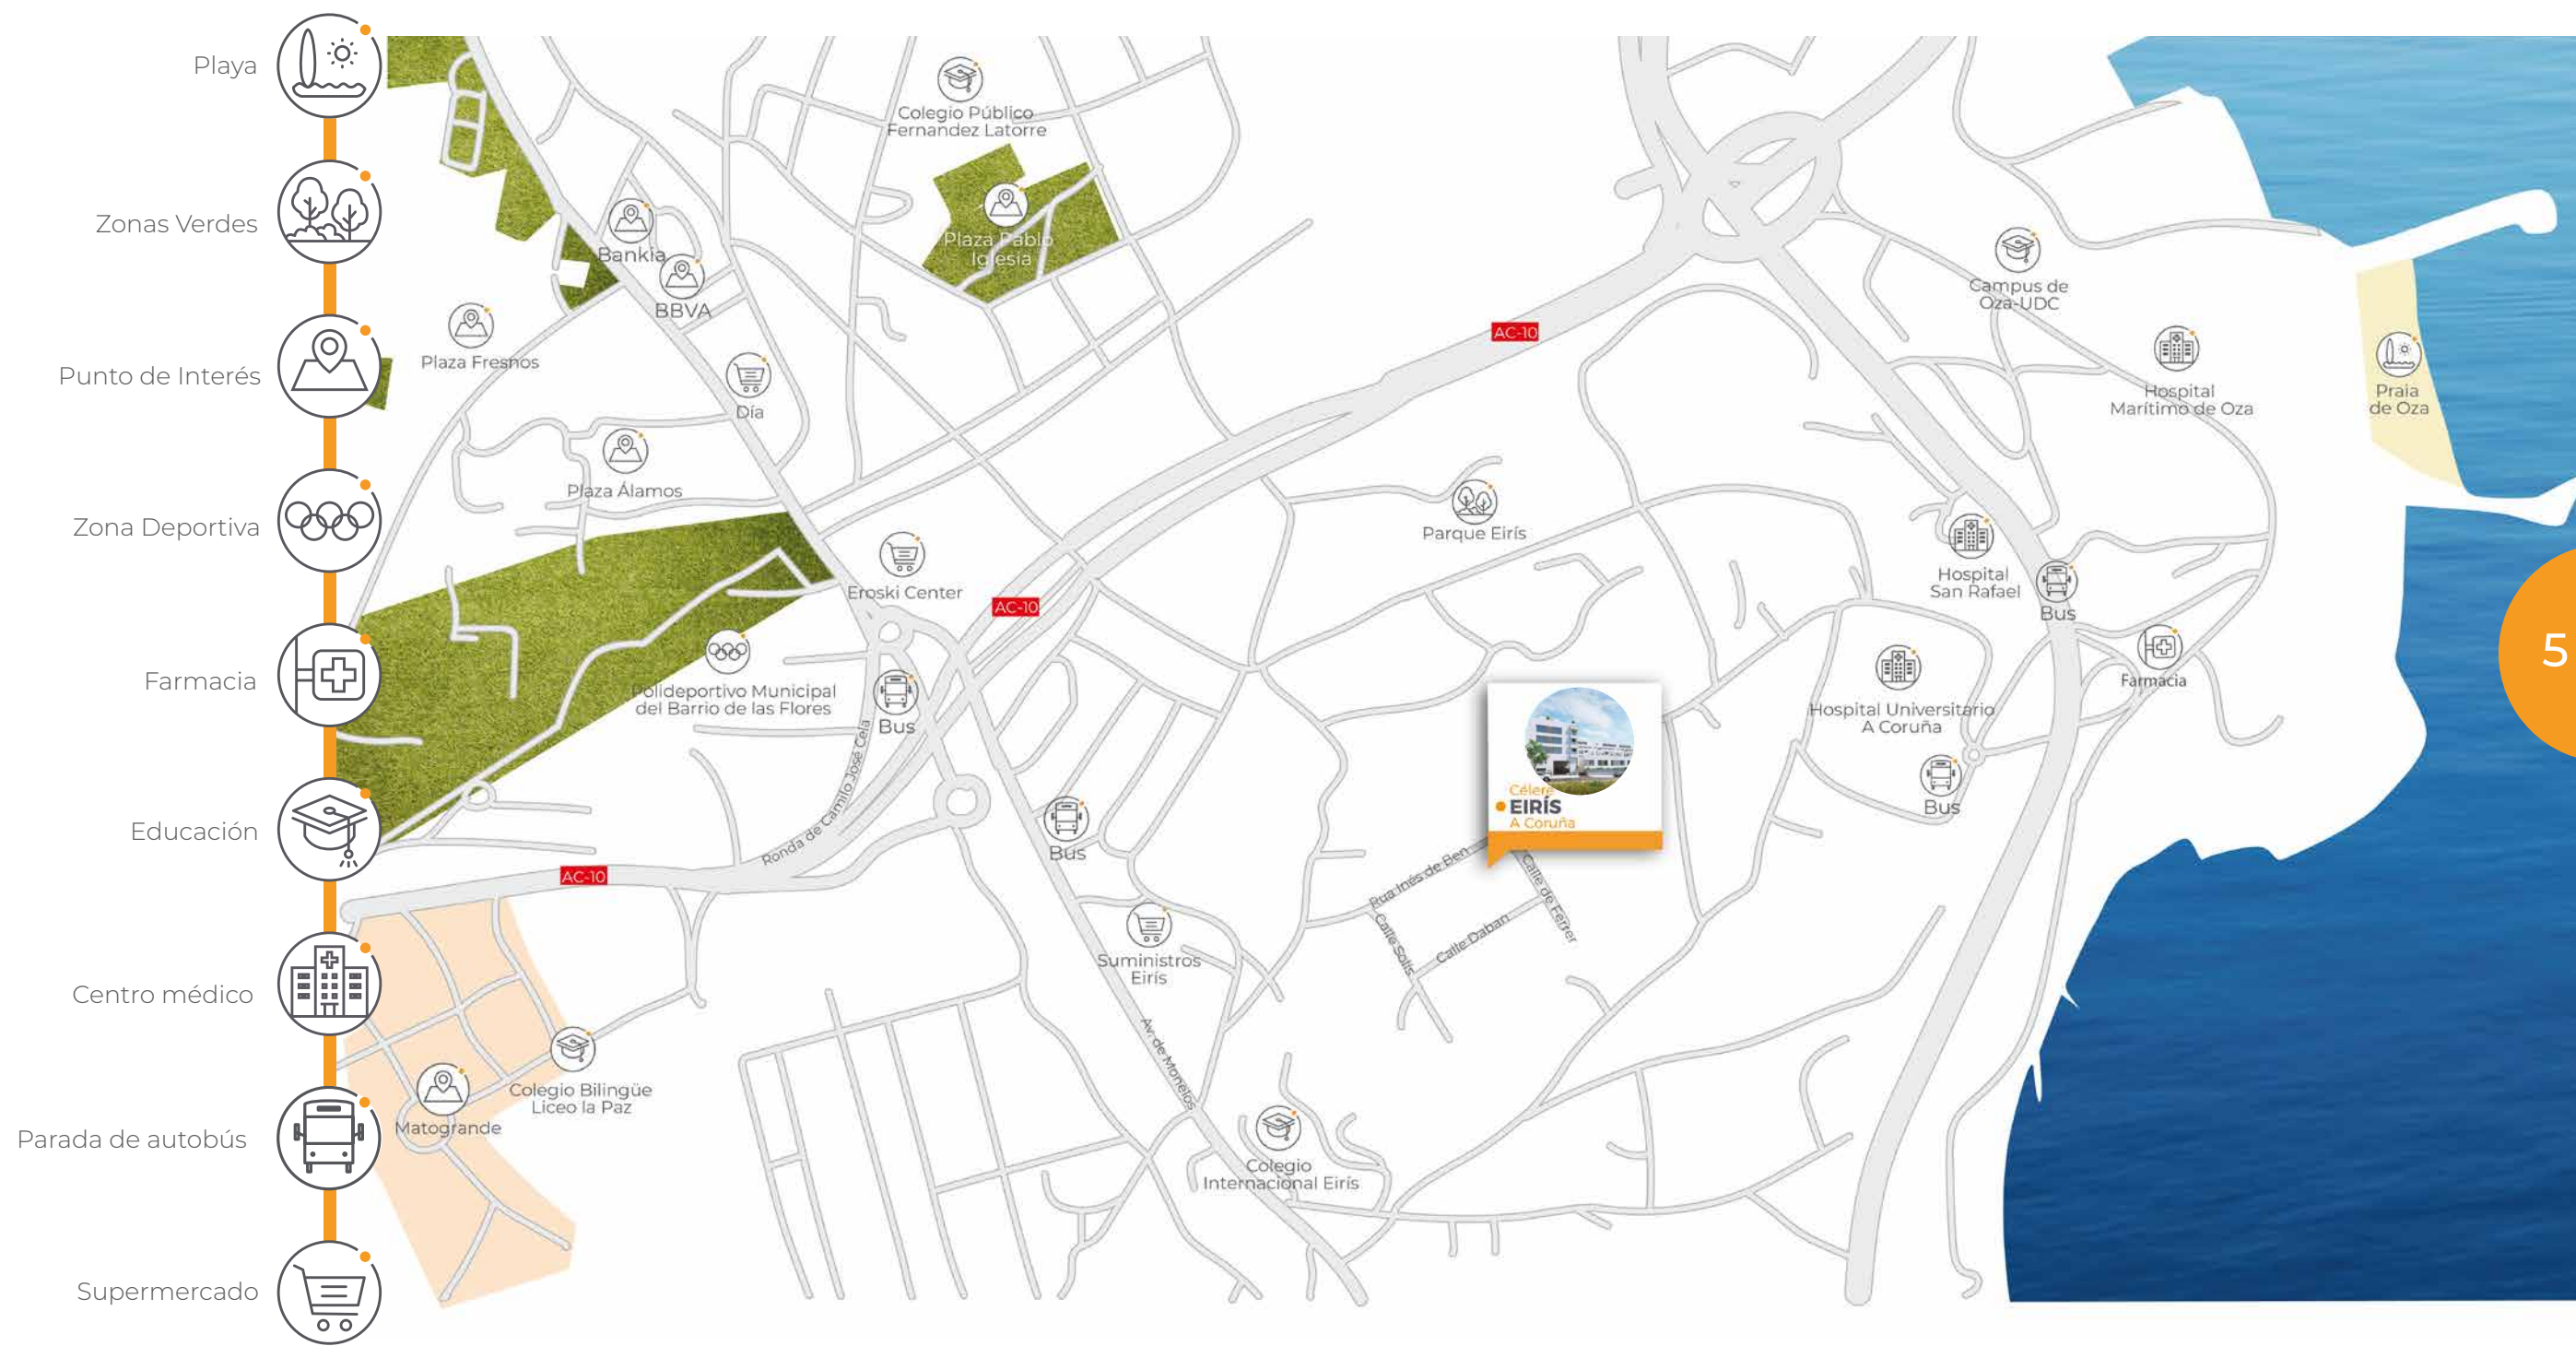 Playa
Zonas Verdes
Punto de Interés
Zona Deportiva
Farmacia
Educación
Centro médico
Parada de autobús
Supermercado
Colegio Público
Fernandez Latorre
Plaza Pablo
Iglesia
Bankia
BBVA
Plaza Fresnos
Día
Plaza Álamos
Eroski Center
AC-10
AC-10
AC-10
Polideportivo Municipal
del Barrio de las Flores
Bus
Ronda de Camilo José Cela
Bus
Suministros
Eirís
Av. de Monelos
Colegio Bilingüe
Liceo la Paz
Matogrande
Colegio
Internacional Eirís
Parque Eirís
Célere
EIRÍS
A Coruña
Rua Inés de Ben
Calle de Ferrer
Calle Solís
Calle Daban
Campus de
Oza-UDC
Hospital
Marítimo de Oza
Praia
de Oza
Hospital
San Rafael
Bus
Farmacia
Hospital Universitario
A Coruña
Bus
5